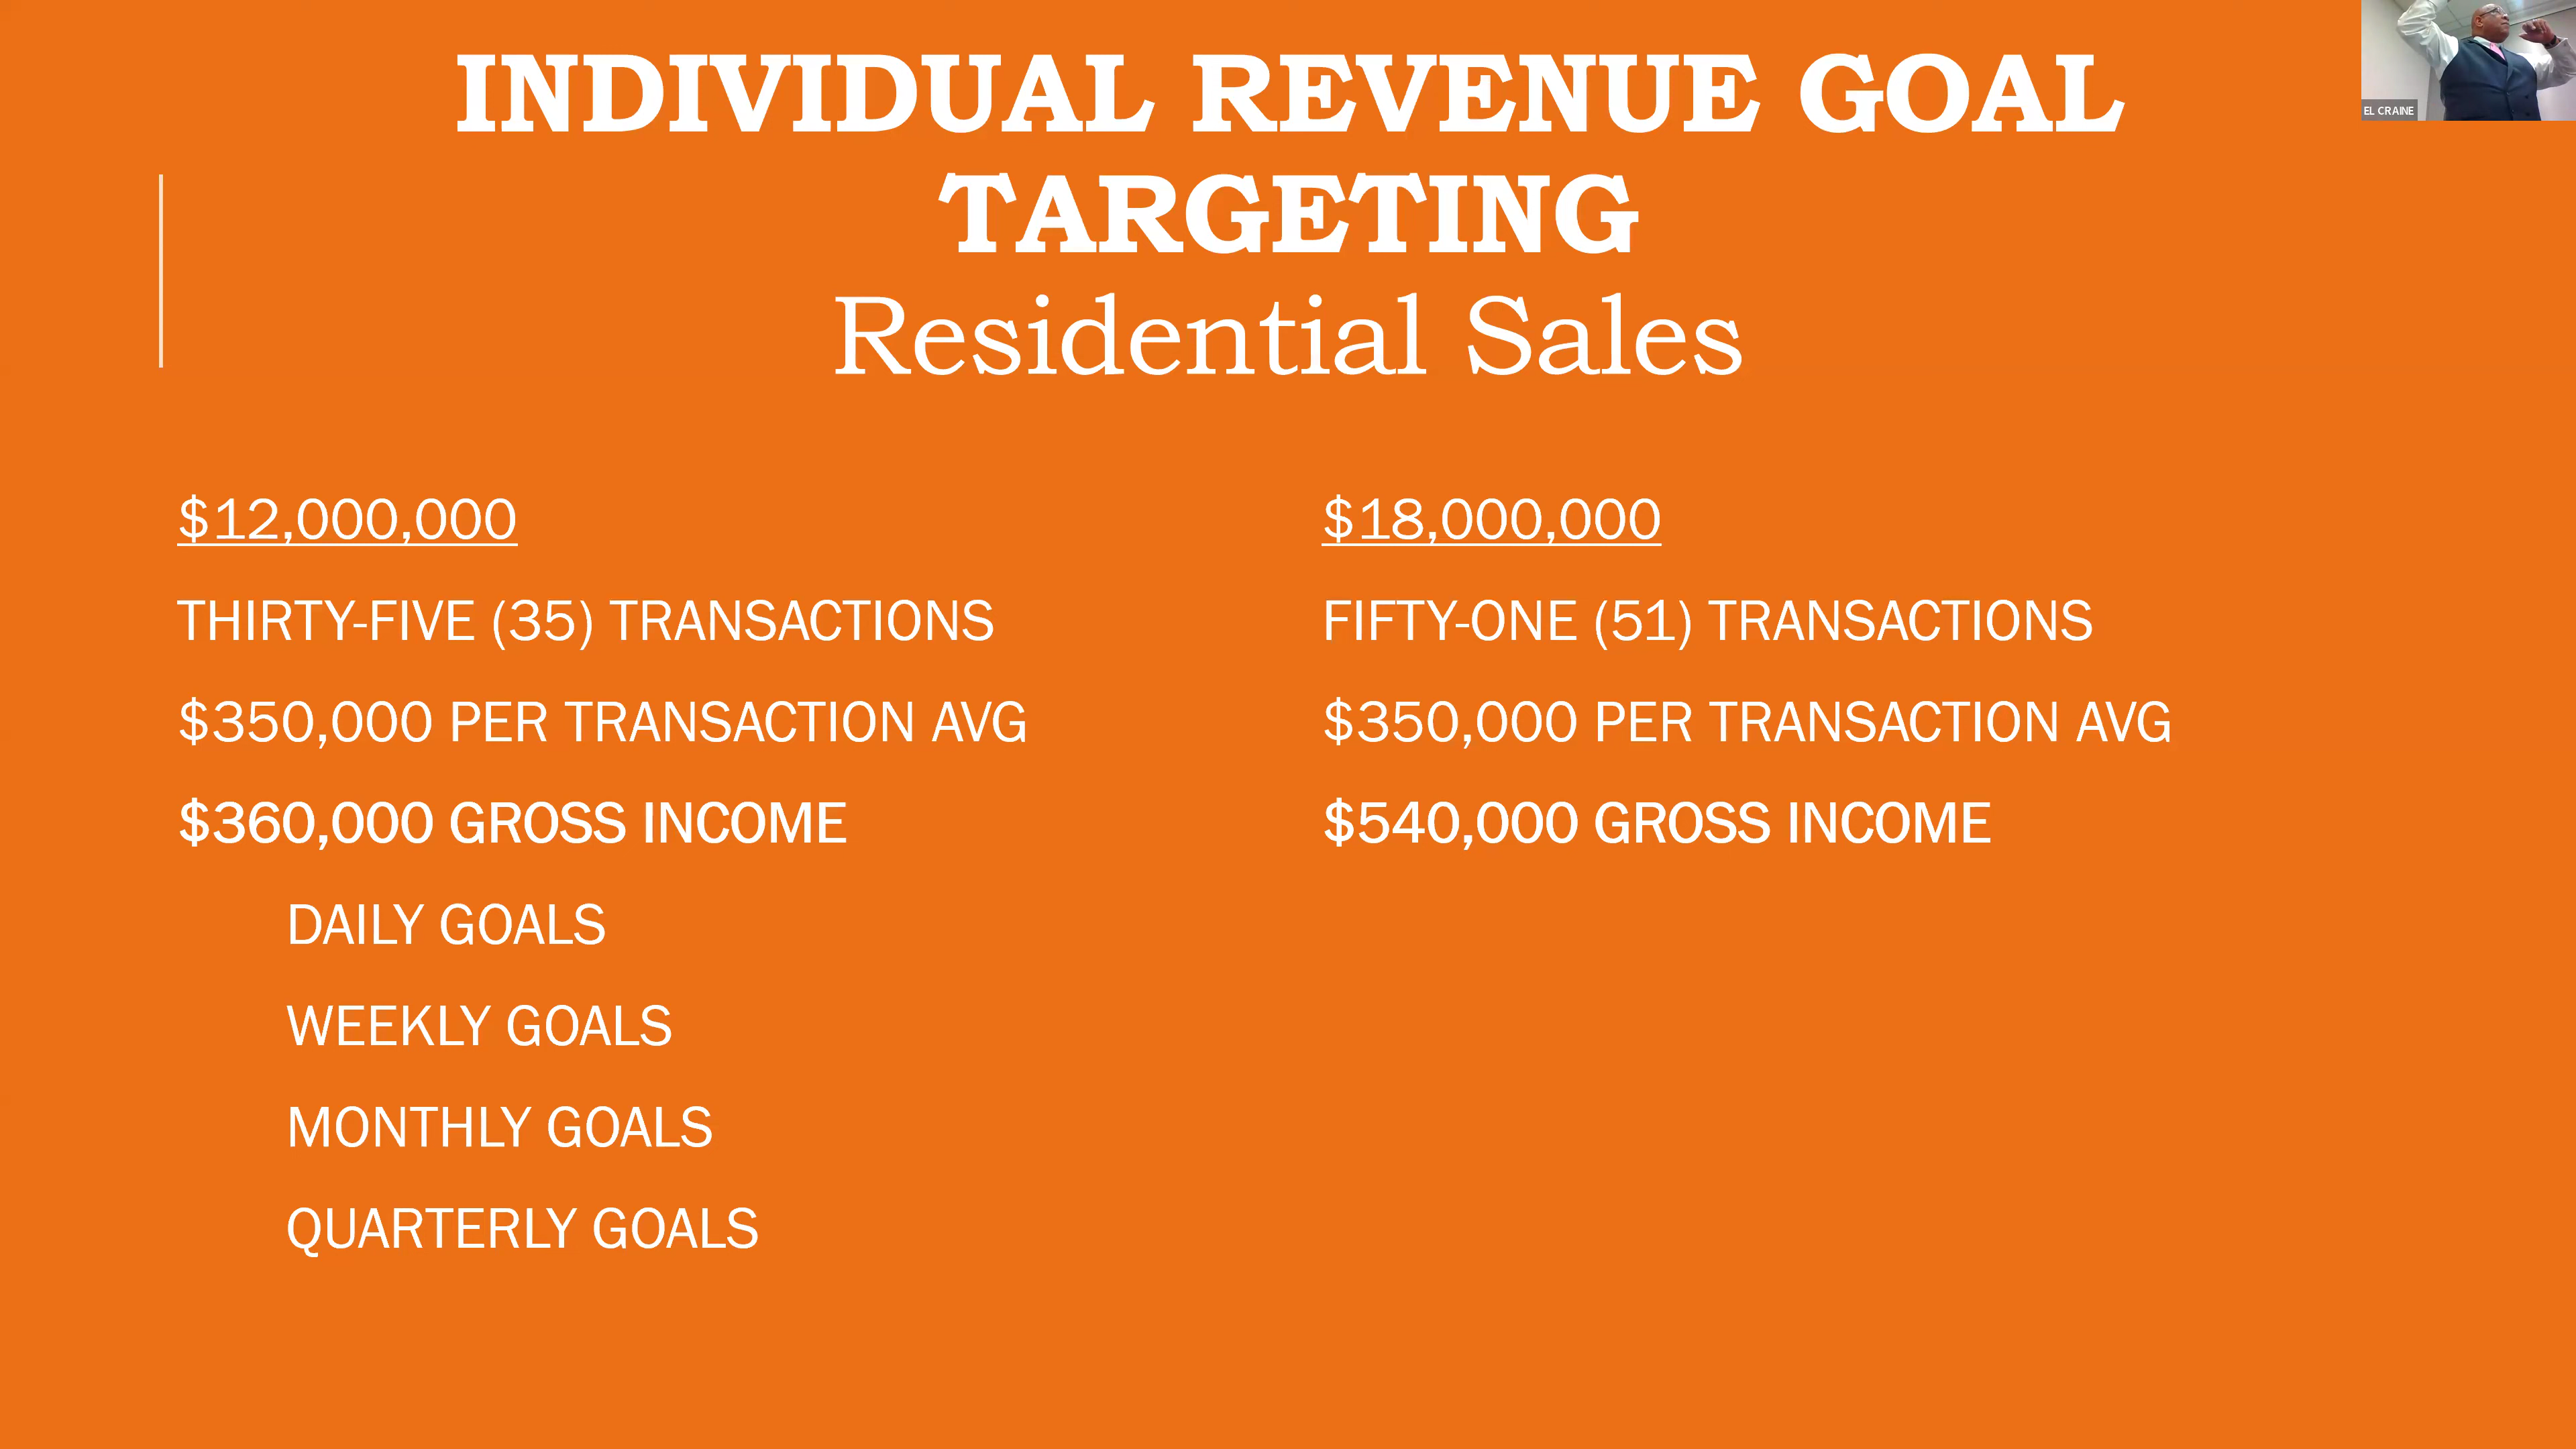 INDIVIDUAL REVENUE GOAL
TARGETING
Residential Sales
EL CRAINE
$12,000,000
THIRTY-FIVE (35) TRANSACTIONS
$350,000 PER TRANSACTION AVG
$360,000 GROSS INCOME
DAILY GOALS
WEEKLY GOALS
MONTHLY GOALS
QUARTERLY GOALS
$18,000,000
FIFTY-ONE (51) TRANSACTIONS
$350,000 PER TRANSACTION AVG
$540,000 GROSS INCOME